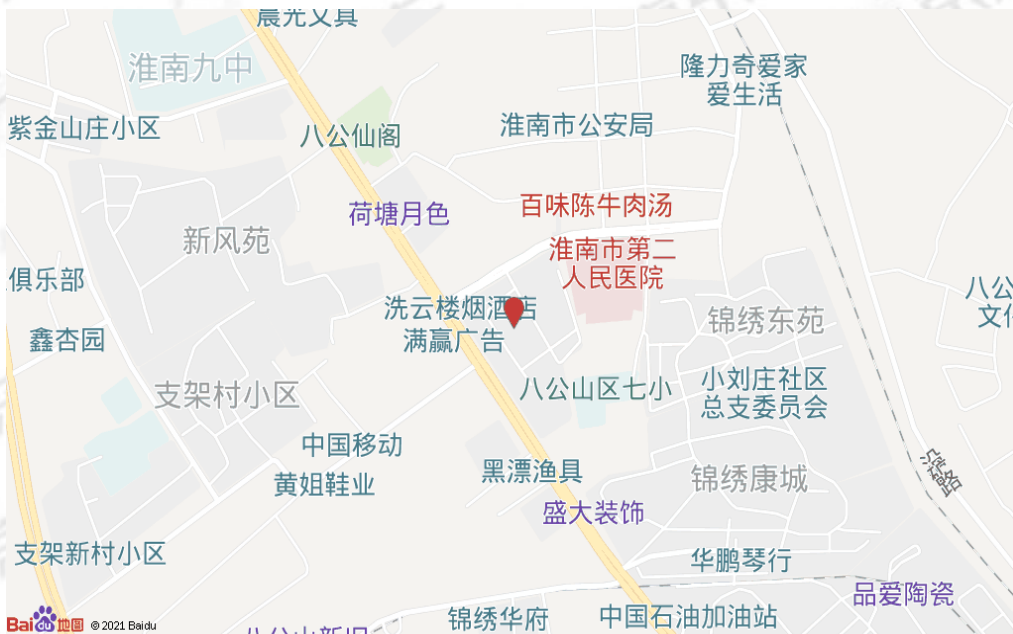 晨光文具
淮南九中
隆力奇爱家
爱生活
紫金山庄小区
八公仙阁
淮南市公安局
百味陈牛肉汤
荷塘月色
新风苑
淮南市第二
人民医院
俱乐部
八公
洗云楼烟酒店
锦绣东苑
鑫杏园
满赢广告
支架村小区
八公山区七小
小刘庄社区
总支委员会
中国移动
黑漂渔具
沿矿路
黄姐鞋业
锦绣康城
盛大装饰
支架新村小区
华鹏琴行
品爱陶瓷
锦绣华府
中国石油加油站
Bai du 地图 © 2021 Baidu